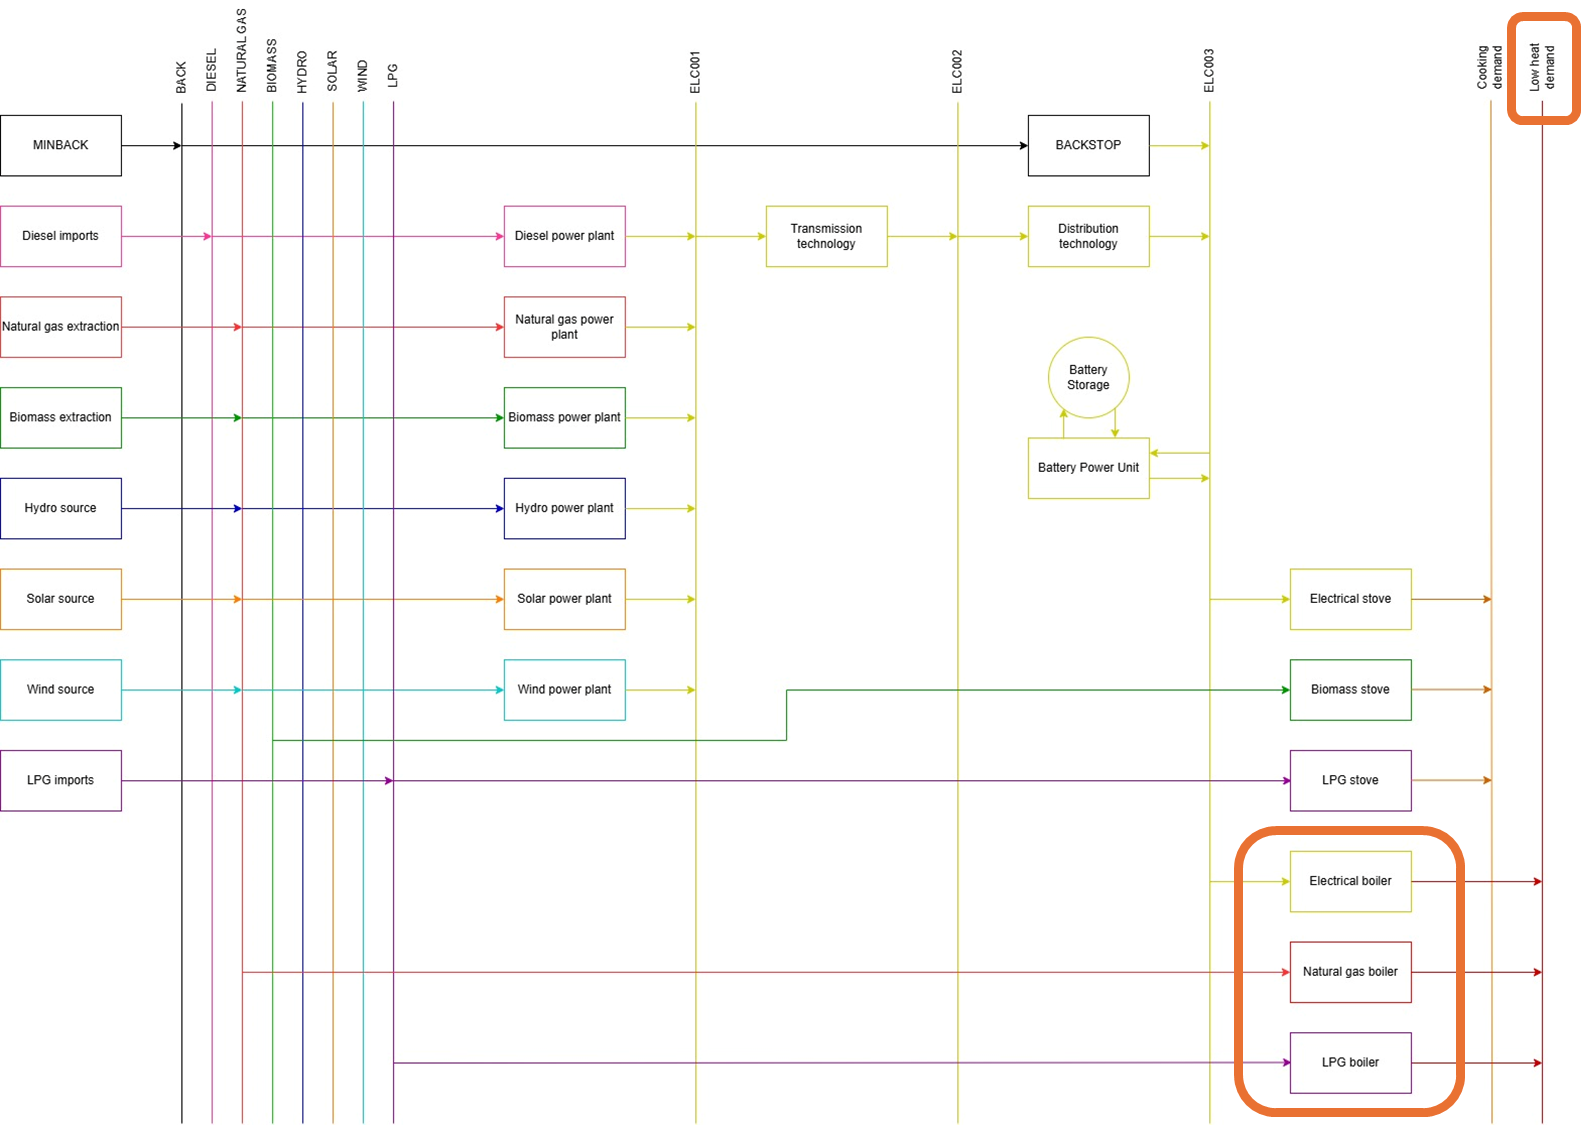 BACK
DIESEL
NATURAL GAS
BIOMASS
HYDRO
SOLAR
WIND
LPG
ELC001
ELC002
ELC003
Cooking
demand
Low heat
demand
MINBACK
BACKSTOP
Diesel imports
Diesel power plant
Transmission
technology
Distribution
technology
Natural gas extraction
Natural gas power
plant
Battery
Storage
Biomass extraction
Biomass power plant
Battery Power Unit
Hydro source
Hydro power plant
Solar source
Solar power plant
Electrical stove
Wind source
Wind power plant
Biomass stove
LPG imports
LPG stove
Electrical boiler
Natural gas boiler
LPG boiler